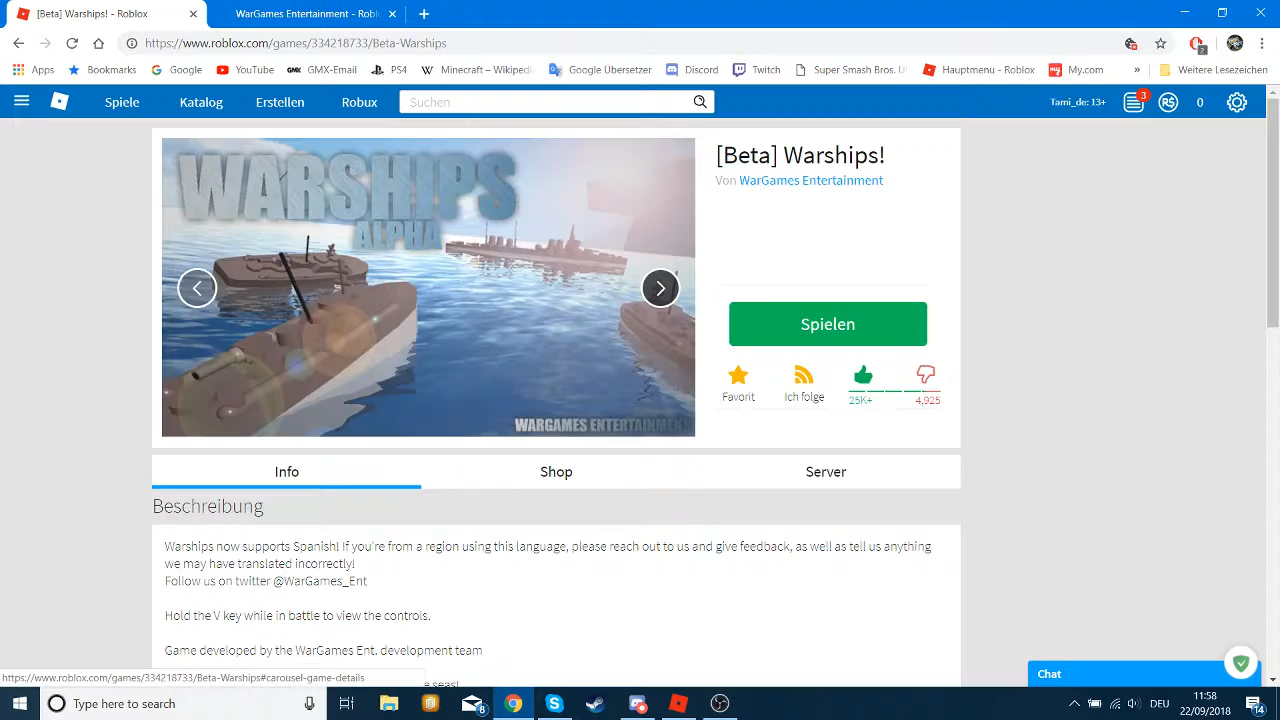 [Beta] Warships! - Roblox
WarGames Entertainment - Robl
https://www.roblox.com/games/334218733/Beta-Warships
2
Apps
Bookmarks
Google
YouTube
GMX GMX-Email
PS4
W Minecraft – Wikipedi
Google Übersetzer
Discord
Twitch
Super Smash Bros. Ul
Hauptmenu - Roblox
my My.com
»
Weitere Lesezeichen
Spiele
Katalog
Erstellen
Robux
Suchen
Tami_de: 13+
3
R$
0
WARSHIPS
ALPHA
WARGAMES ENTERTAINMENT
[Beta] Warships!
Von WarGames Entertainment
Spielen
Favorit
Ich folge
25K+
4,925
Info
Shop
Server
Beschreibung
Warships now supports Spanish! If you're from a region using this language, please reach out to us and give feedback, as well as tell us anything
we may have translated incorrectly!
Follow us on twitter @WarGames_Ent
Hold the V key while in battle to view the controls.
Game developed by the WarGames Ent. development team
e seas!
https://www.roblox.com/games/334218733/Beta-Warships#carousel-game-details
Chat
Type here to search
8
DEU
11:58
22/09/2018
14